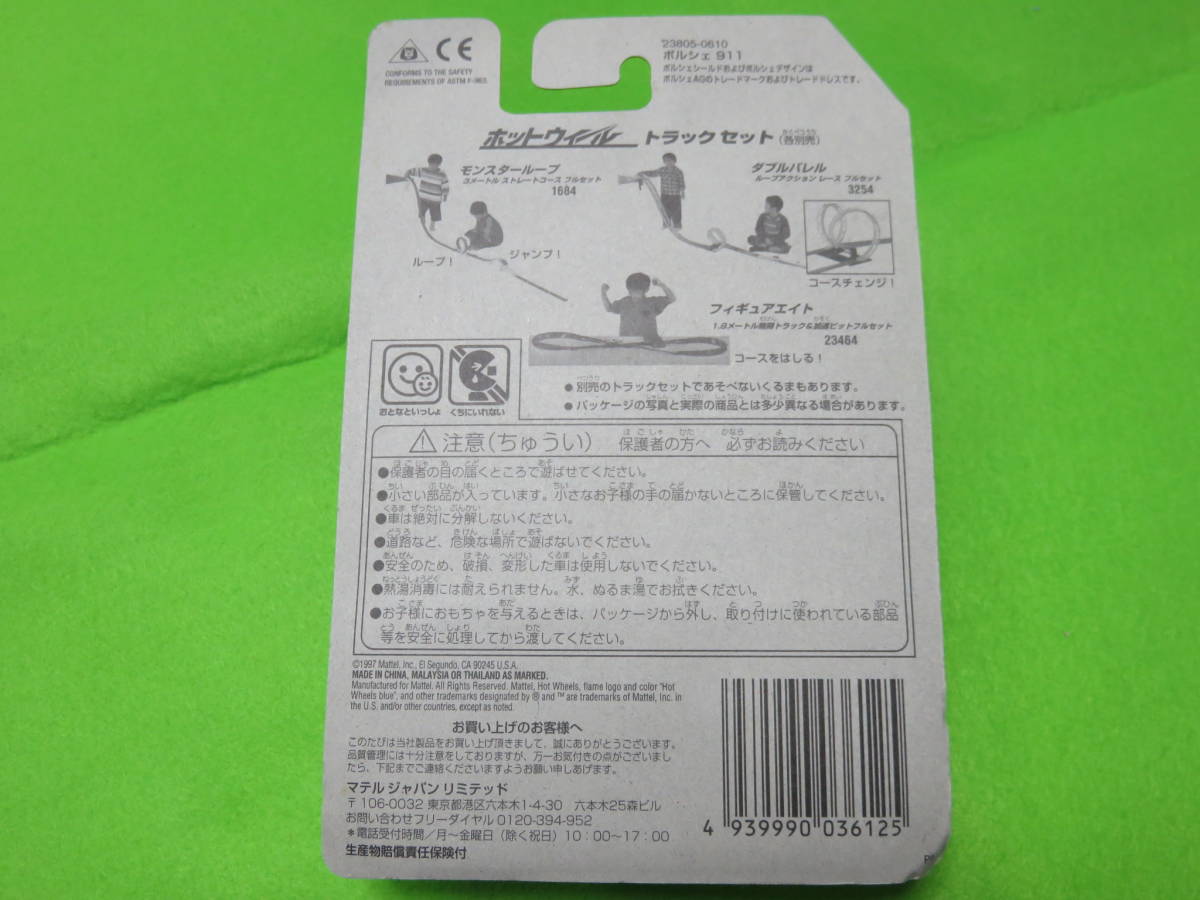 CE
CONFORMS TO THE SAFETY
REQUIREMENTS OF ASTM F-963.
23805-0610
ポルシェ 911
ポルシェシールドおよびポルシェデザインは
ポルシェAGのトレードマークおよびトレードドレスです。
ホットウィール トラックセット(各別売)
モンスターループ
3メートル ストレートコース フルセット
1684
ループ!
ジャンプ!
ダブルバレル
ループアクション レース フルセット
3254
コースチェンジ!
フィギュアエイト
1.8メートル無限トラック&加速ピットフルセット
23464
コースをはしる!
おとなといっしょ
くちにいれない
●別売のトラックセットであそべないくるまもあります。
●パッケージの写真と実際の商品とは多少異なる場合があります。
⚠注意(ちゅうい) 保護者の方へ 必ずお読みください
●保護者の目の届くところで遊ばせてください。
●小さい部品が入っています。小さなお子様の手の届かないところに保管してください。
●車は絶対に分解しないください。
●道路など、危険な場所で遊ばないでください。
●安全のため、破損、変形した車は使用しないでください。
●熱湯消毒には耐えられません。水、ぬるま湯でお拭きください。
●お子様におもちゃを与えるときは、パッケージから外し、取り付けに使われている部品
等を安全に処理してから渡してください。
©1997 Mattel, Inc., El Segundo, CA 90245 U.S.A.
MADE IN CHINA, MALAYSIA OR THAILAND AS MARKED.
Manufactured for Mattel. All Rights Reserved. Mattel, Hot Wheels, flame logo and color "Hot
Wheels blue", and other trademarks designated by ® and ™ are trademarks of Mattel, Inc. in
the U.S. and/or other countries, except as noted.
お買い上げのお客様へ
このたびは当社製品をお買い上げ頂きまして、誠にありがとうございます。
品質管理には十分注意をしておりますが、万一お気付きの点がございまし
たら、下記までご連絡くださいますようお願い申しあげます。
マテル ジャパン リミテッド
〒106-0032 東京都港区六本木1-4-30 六本木25森ビル
お問い合わせフリーダイヤル 0120-394-952
*電話受付時間/月~金曜日(除く祝日)10:00~17:00
生産物賠償責任保険付
4 939990 036125